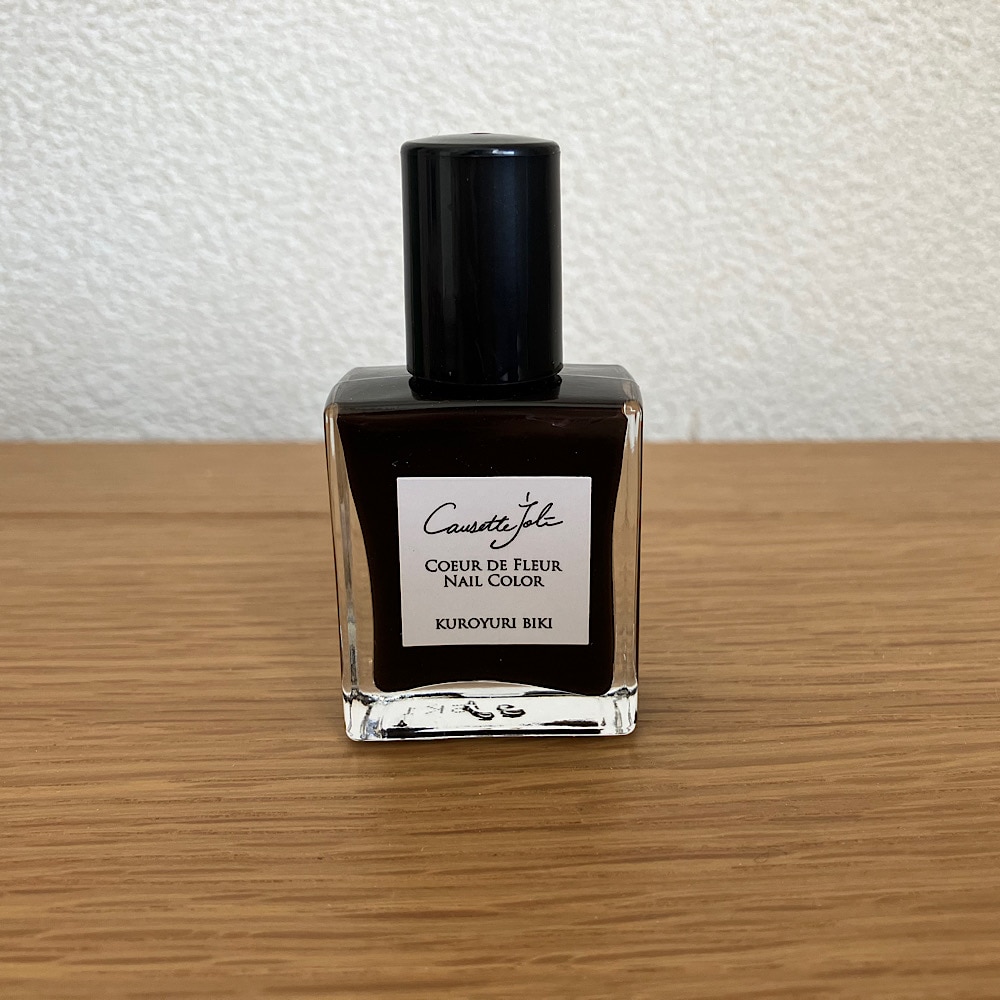 Causette Joli
COEUR DE FLEUR
NAIL COLOR
KUROYURI BIKI